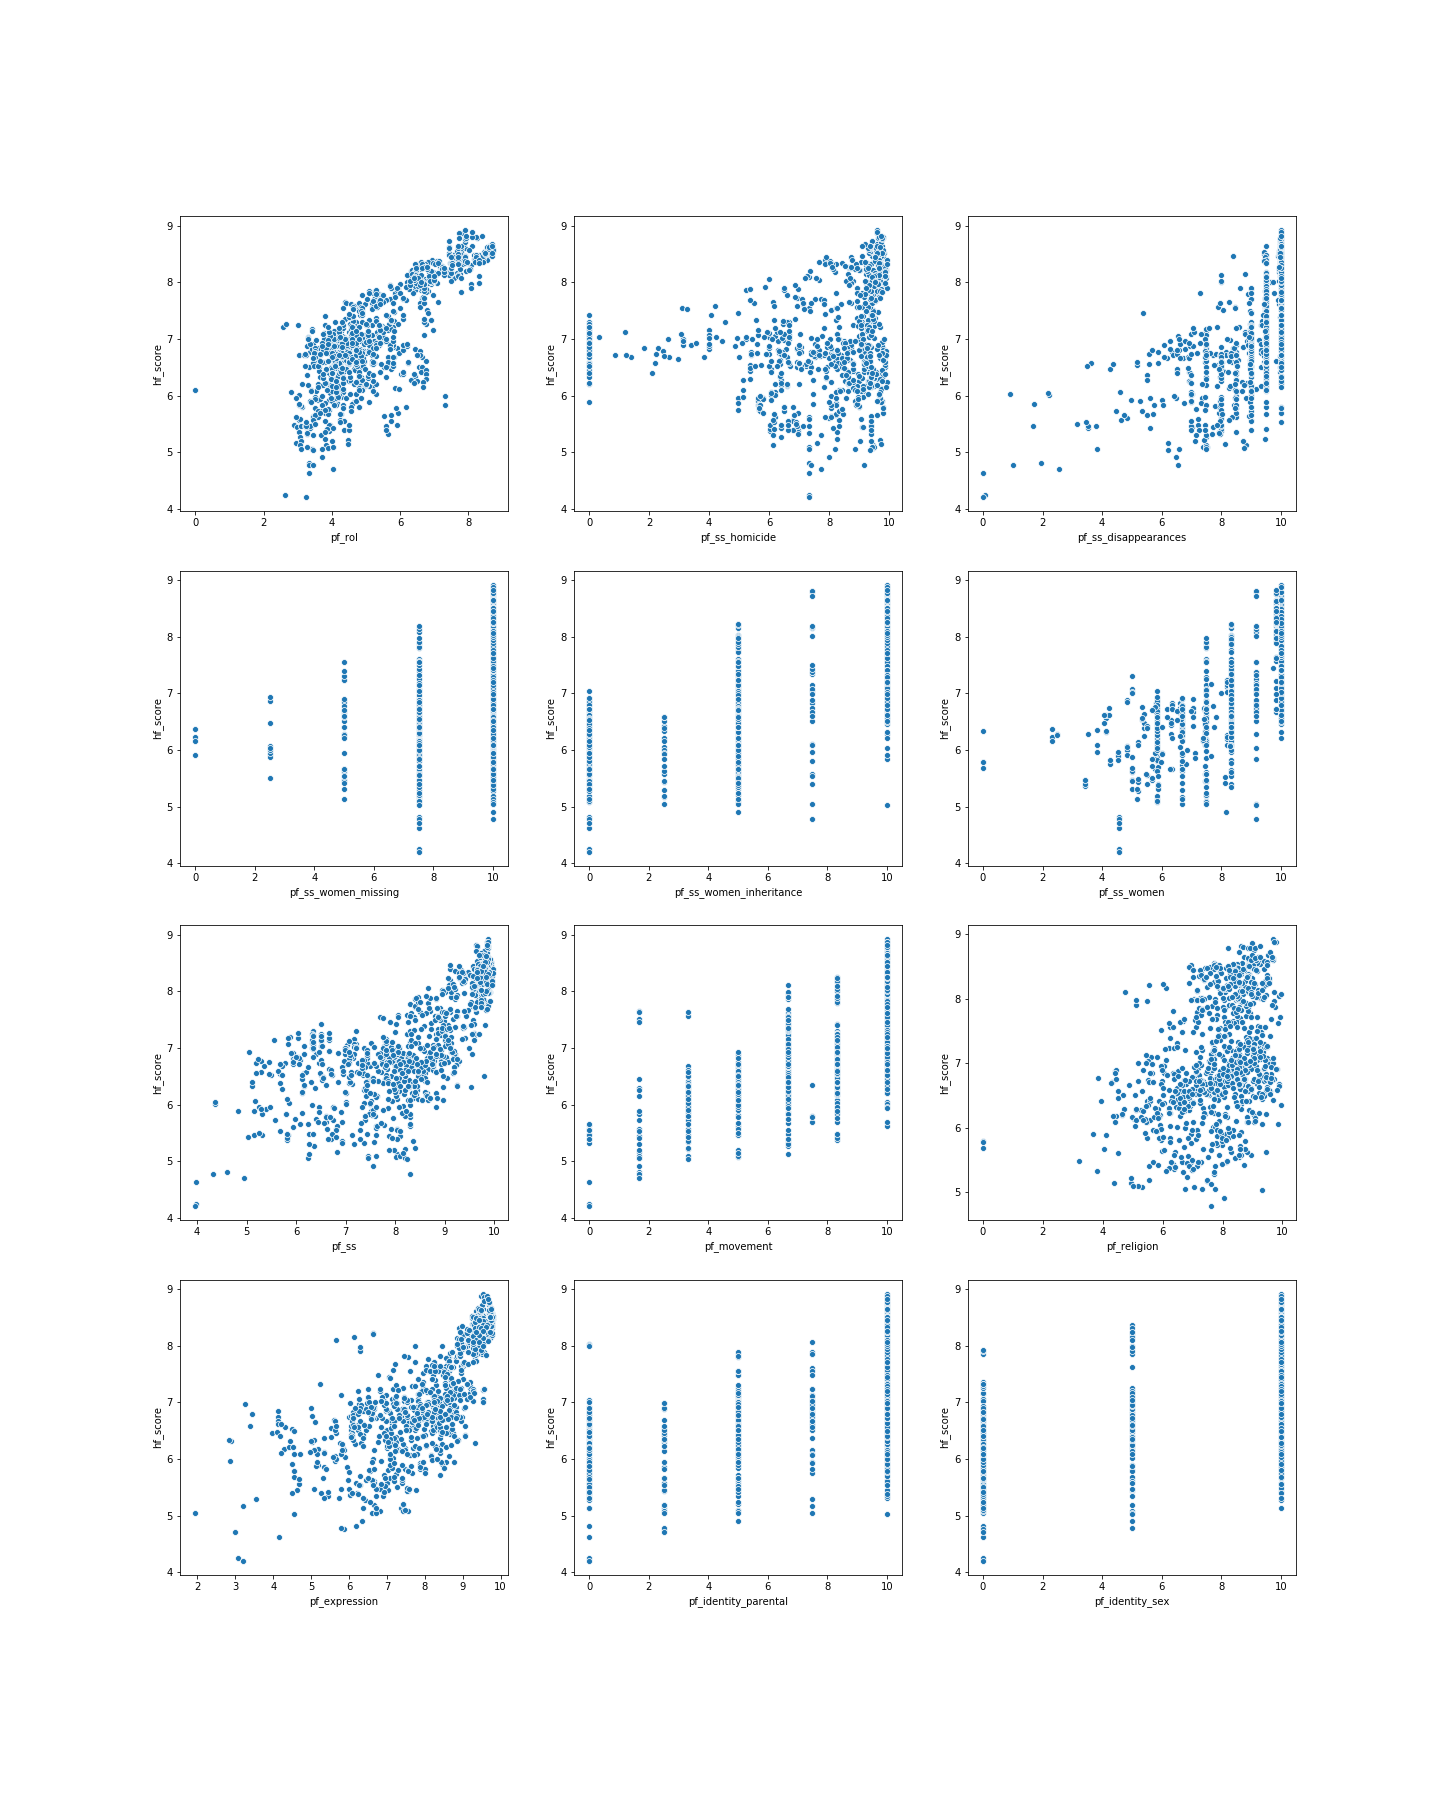 9 9 9
8 8 8
hf_score 7 hf_score 7 hf_score 7
6 6 6
5 5 5
4 4 4
0 2 4 6 8 0 2 4 6 8 10 0 2 4 6 8 10
pf_rol pf_ss_homicide pf_ss_disappearances
9 9 9
8 8 8
hf_score 7 hf_score 7 hf_score 7
6 6 6
5 5 5
4 4 4
0 2 4 6 8 10 0 2 4 6 8 10 0 2 4 6 8 10
pf_ss_women_missing pf_ss_women_inheritance pf_ss_women
9 9 9
8 8 8
hf_score 7 hf_score 7 hf_score 7
6 6 6
5 5 5
4 4
4 5 6 7 8 9 10 0 2 4 6 8 10 0 2 4 6 8 10
pf_ss pf_movement pf_religion
9 9 9
8 8 8
hf_score 7 hf_score 7 hf_score 7
6 6 6
5 5 5
4 4 4
2 3 4 5 6 7 8 9 10 0 2 4 6 8 10 0 2 4 6 8 10
pf_expression pf_identity_parental pf_identity_sex